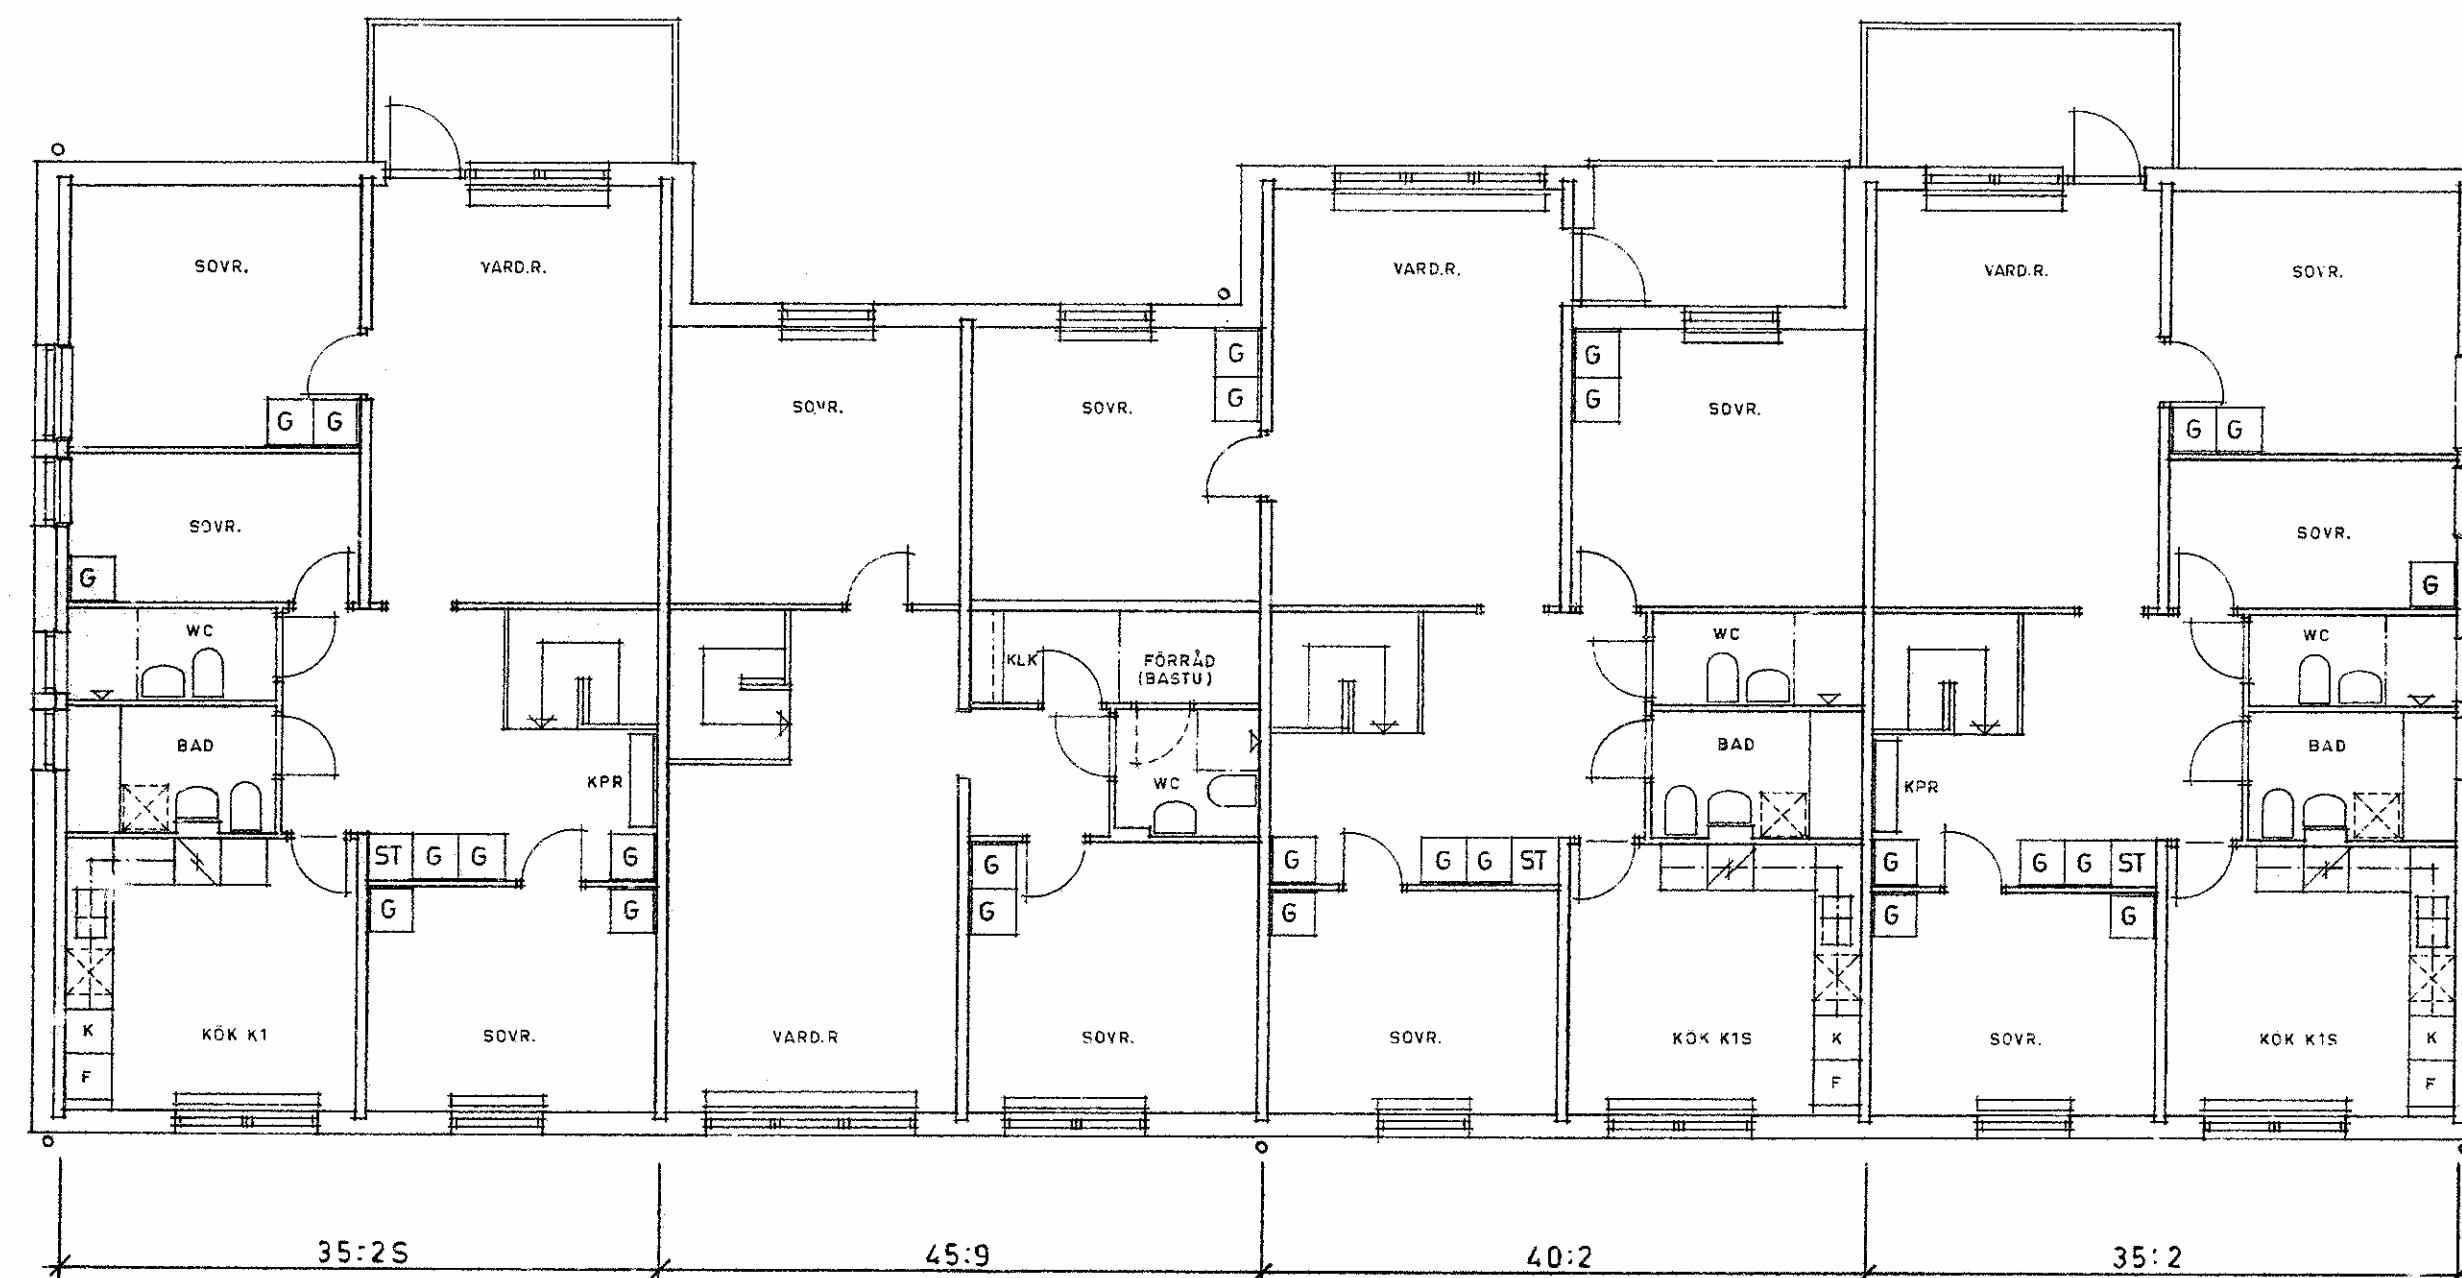 SOVR.
VARD.R.
VARD.R.
VARD.R.
SOVR.
G
G
SOVR.
SOVR.
G
G
G
G
SOVR.
G
G
SOVR.
G
SOVR.
G
WC
KLK
FÖRRÅD
(BASTU)
WC
WC
BAD
KPR
WC
BAD
KPR
BAD
ST G G
G
G
G
G G ST
G
G G ST
G
G
G
G
G
G
K
KÖK K1
SOVR.
VARD.R
SOVR.
SOVR.
KÖK K1S
K
SOVR.
KÖK K1S
K
F
F
F
35:2S
45:9
40:2
35:2